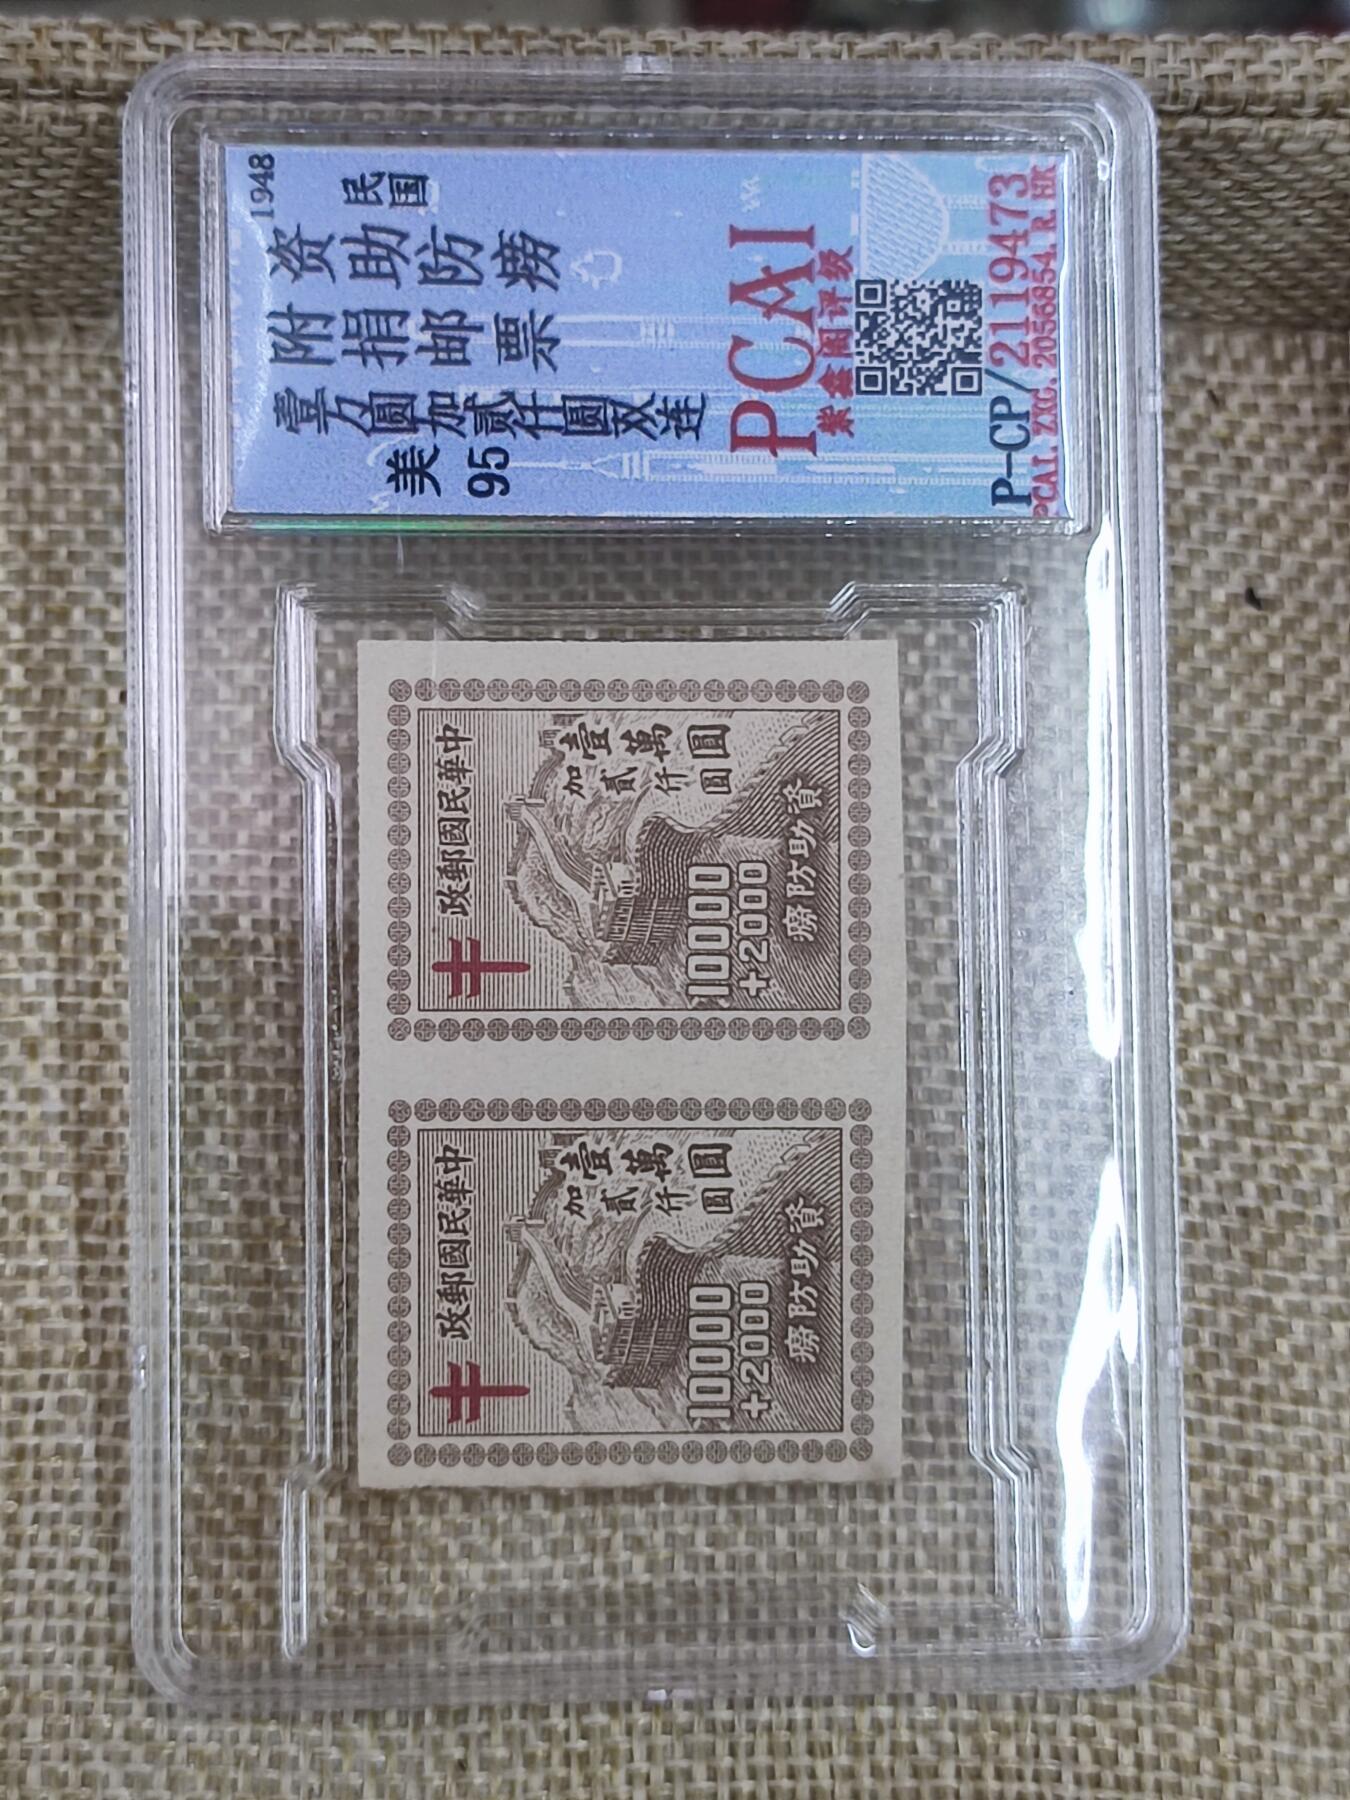 1948
民国
资助防痨
附捐邮票
壹万圆加贰仟圆双连
美
95
PCAI
紫鑫阁评级
P-CP/2119473
PCAI. ZXG. 2056854.R.HK
中華民國郵政
壹萬圓
加貳仟圓
10000
+2000
資助防癆
中華民國郵政
壹萬圓
加貳仟圓
10000
+2000
資助防癆